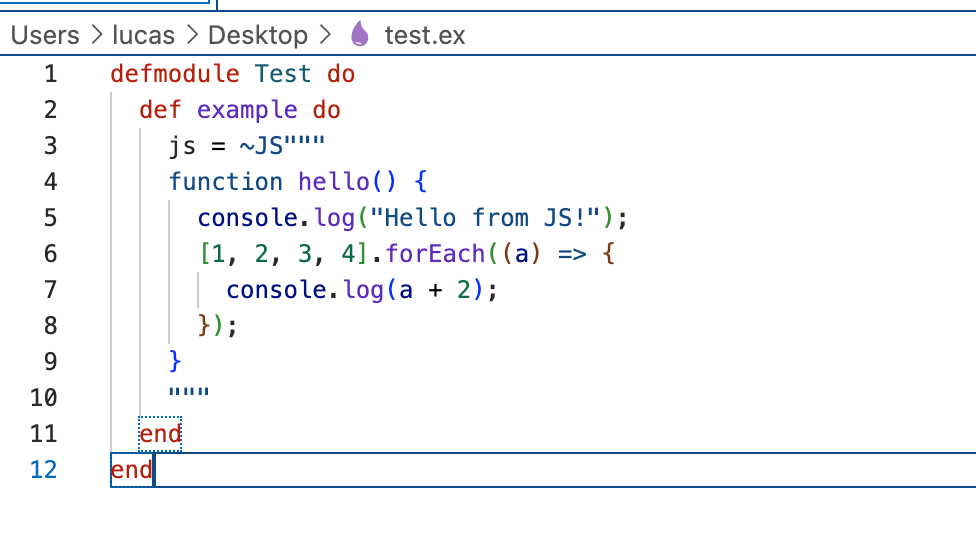 Users > lucas > Desktop > test.ex
1 defmodule Test do
2   def example do
3     js = ~JS"""
4     function hello() {
5       console.log("Hello from JS!");
6       [1, 2, 3, 4].forEach((a) => {
7         console.log(a + 2);
8       });
9     }
10     """
11   end
12 end